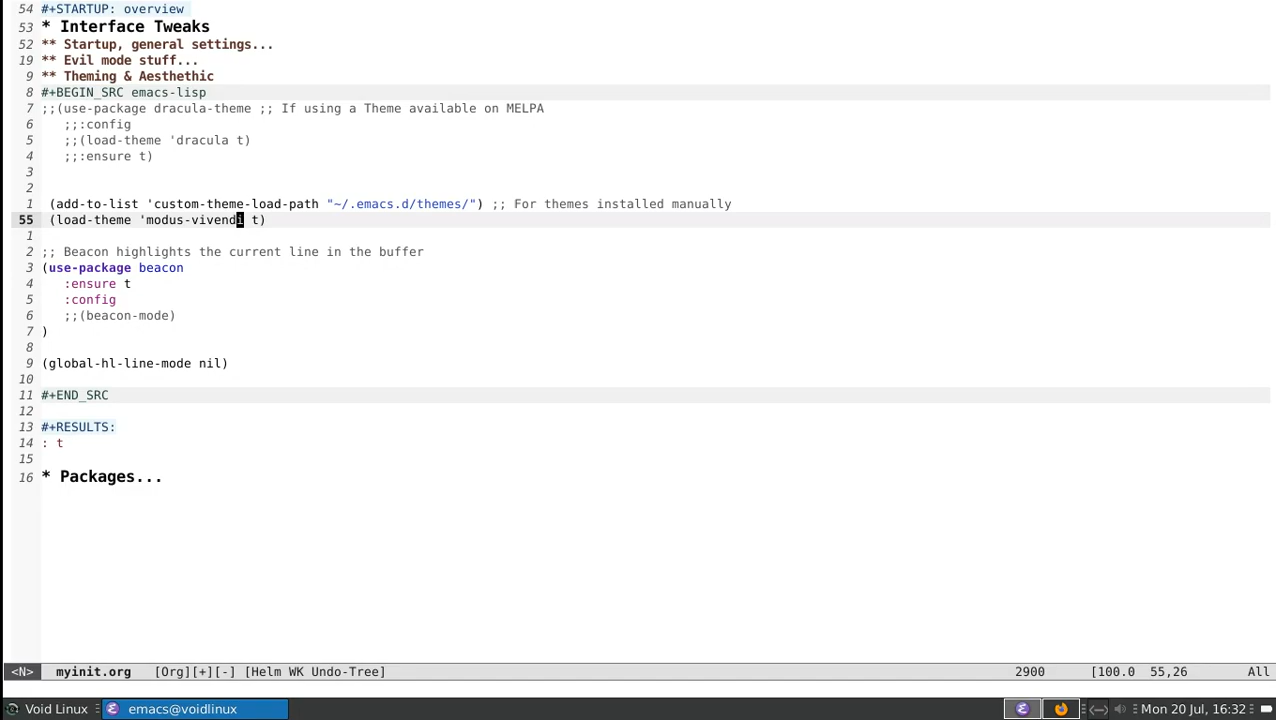 54 #+STARTUP: overview
53 * Interface Tweaks
52 ** Startup, general settings...
19 ** Evil mode stuff...
9 ** Theming & Aesthethic
8 #+BEGIN_SRC emacs-lisp
7 ;;(use-package dracula-theme ;; If using a Theme available on MELPA
6    ;;:config
5    ;;(load-theme 'dracula t)
4    ;;:ensure t)
3
2
1  (add-to-list 'custom-theme-load-path "~/.emacs.d/themes/") ;; For themes installed manually
55  (load-theme 'modus-vivendi t)
1
2 ;; Beacon highlights the current line in the buffer
3 (use-package beacon
4    :ensure t
5    :config
6    ;;(beacon-mode)
7 )
8
9 (global-hl-line-mode nil)
10
11 #+END_SRC
12
13 #+RESULTS:
14 : t
15
16 * Packages...
<N> myinit.org [Org][+][-] [Helm WK Undo-Tree] 2900 [100.0 55,26 All
Void Linux emacs@voidlinux Mon 20 Jul, 16:32